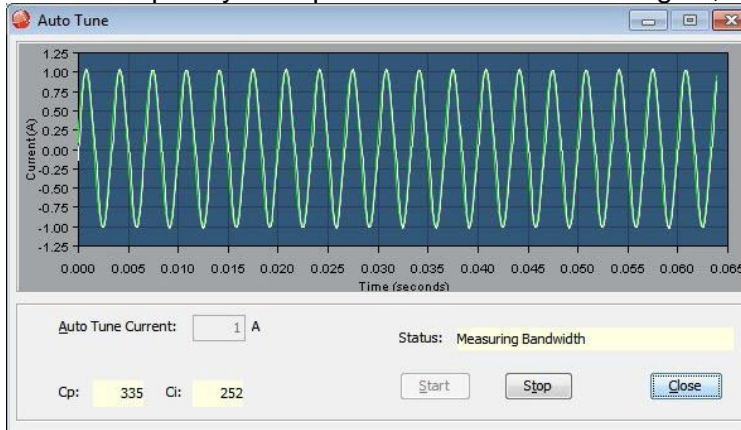 Auto Tune
1.25
1.00
0.75
0.50
0.25
0.00
-0.25
-0.50
-0.75
-1.00
-1.25
Current (A)
0.000 0.005 0.010 0.015 0.020 0.025 0.030 0.035 0.040 0.045 0.050 0.055 0.060 0.065
Time (seconds)
Auto Tune Current: 1 A
Status: Measuring Bandwidth
Cp: 335 Ci: 252
Start Stop Close